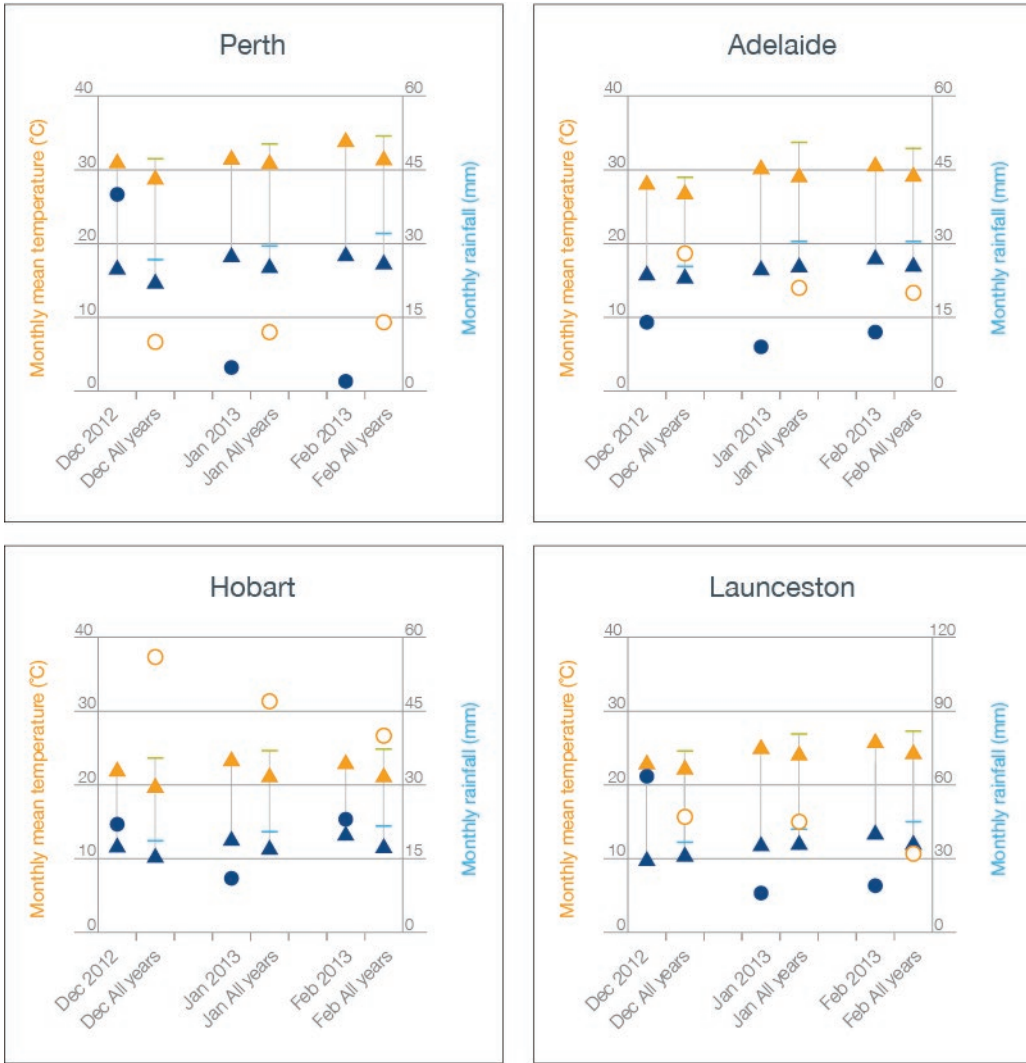 Perth
Monthly mean temperature (°C)
40
30
20
10
0
60
45
30
15
0
Monthly rainfall (mm)
Dec 2012
Dec All years
Jan 2013
Jan All years
Feb 2013
Feb All years
Adelaide
Monthly mean temperature (°C)
40
30
20
10
0
60
45
30
15
0
Monthly rainfall (mm)
Dec 2012
Dec All years
Jan 2013
Jan All years
Feb 2013
Feb All years
Hobart
Monthly mean temperature (°C)
40
30
20
10
0
60
45
30
15
0
Monthly rainfall (mm)
Dec 2012
Dec All years
Jan 2013
Jan All years
Feb 2013
Feb All years
Launceston
Monthly mean temperature (°C)
40
30
20
10
0
120
90
60
30
0
Monthly rainfall (mm)
Dec 2012
Dec All years
Jan 2013
Jan All years
Feb 2013
Feb All years